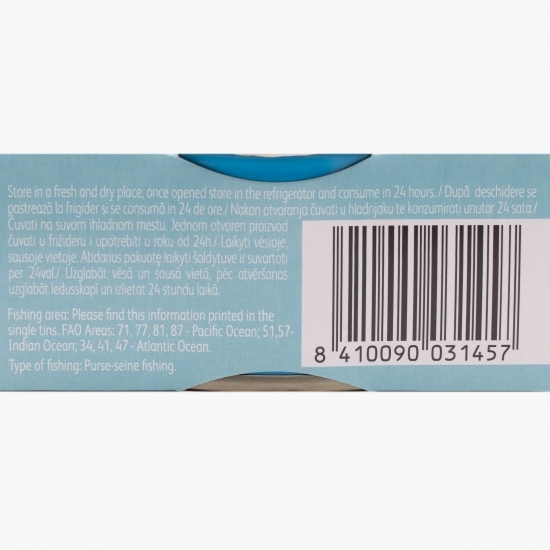 Store in a fresh and dry place, once opened store in the refrigerator and consume in 24 hours./ După deschidere se
pastrează la frigider si se consumă in 24 de ore./ Nakon otvaranja čuvati u hladnjaku te konzumirati unutar 24 sata./
Čuvati na suvom ihladnom mestu. Jednom otvoren proizvod
čuvati u frižideru i upotrebiti u roku od 24h./ Laikyti vėsioje,
sausoje vietoje. Atidarius pakuotę laikyti šaldytuve ir suvartoti
per 24val./ Uzglabāt vēsā un sausā vietā, pēc atvēršanas
uzglabāt ledusskapī un izlietāt 24 stundu laikā.
Fishing area: Please find this information printed in the
single tins. FAO Areas: 71, 77, 81, 87 - Pacific Ocean; 51,57-
Indian Ocean; 34, 41, 47 - Atlantic Ocean.
Type of fishing: Purse-seine fishing.
8 410090 031457